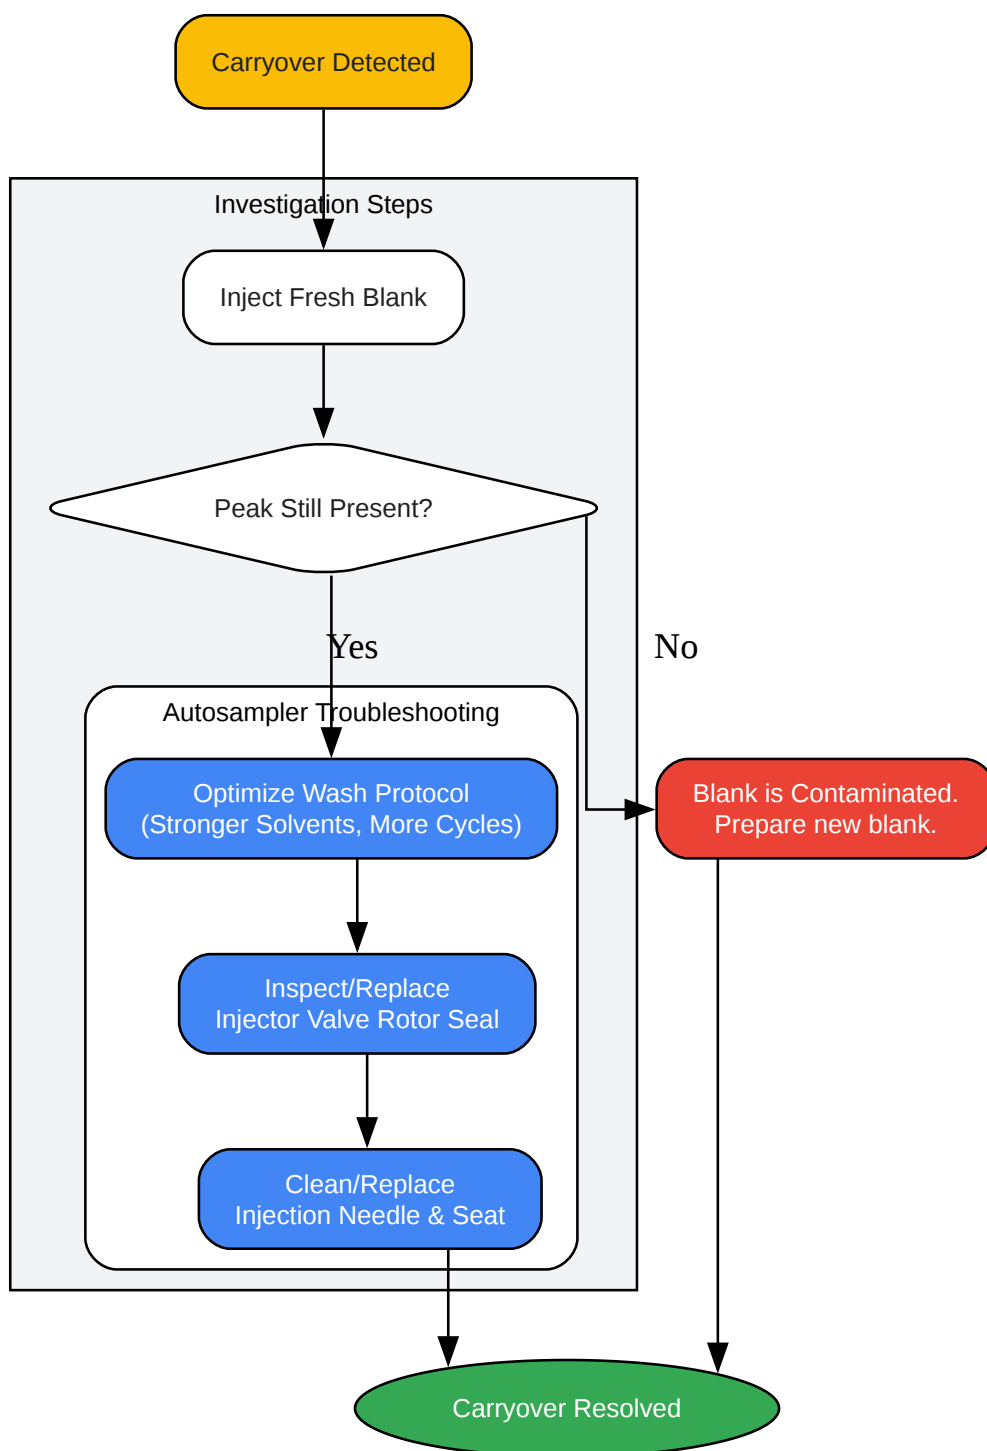 Carryover Detected
Investigation Steps
Inject Fresh Blank
Peak Still Present?
Yes
No
Autosampler Troubleshooting
Optimize Wash Protocol
(Stronger Solvents, More Cycles)
Blank is Contaminated.
Prepare new blank.
Inspect/Replace
Injector Valve Rotor Seal
Clean/Replace
Injection Needle & Seat
Carryover Resolved